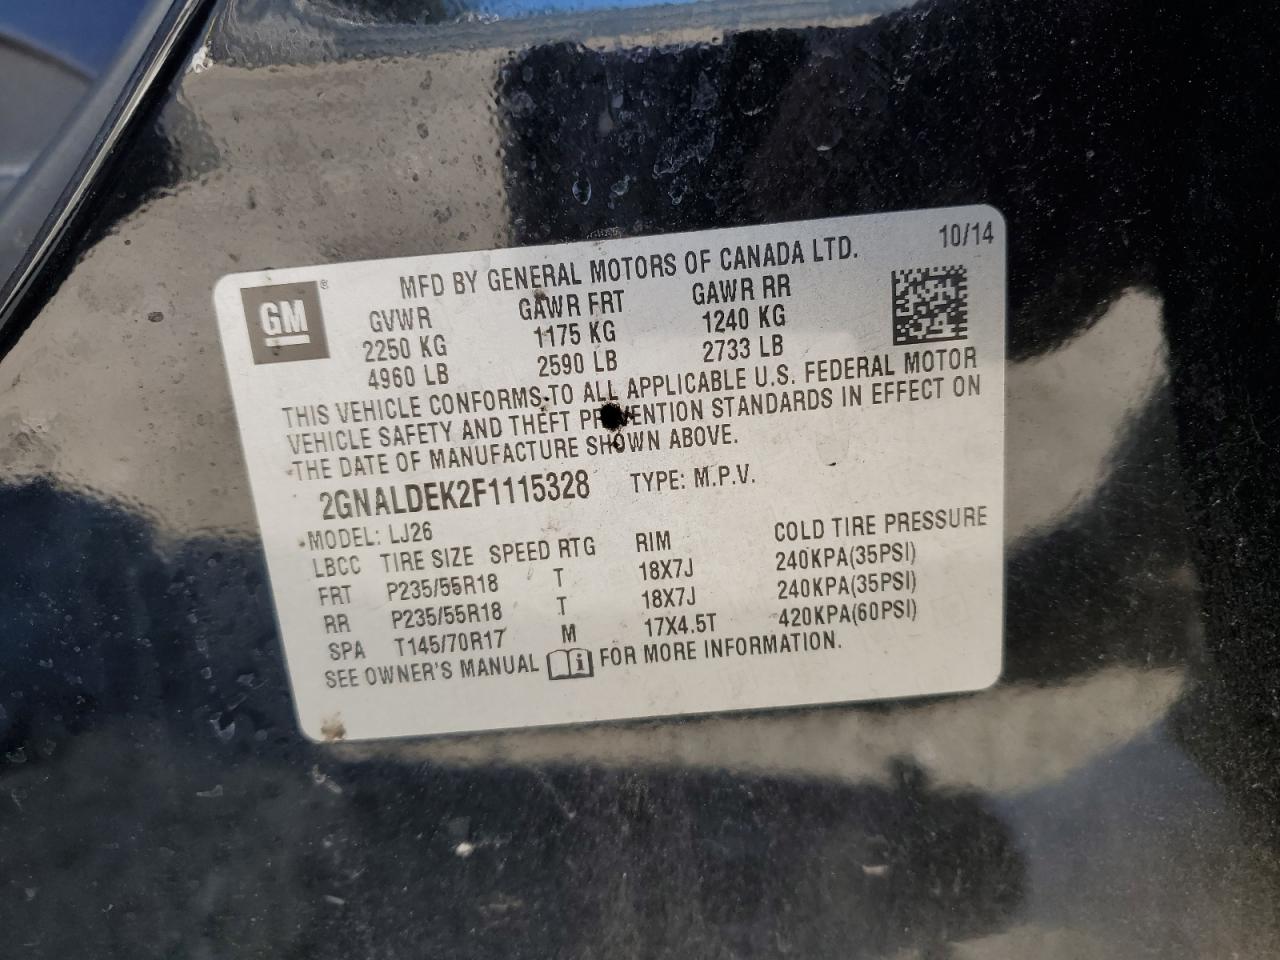 10/14
MFD BY GENERAL MOTORS OF CANADA LTD.
GM ®
GVWR GAWR FRT GAWR RR
2250 KG 1175 KG 1240 KG
4960 LB 2590 LB 2733 LB
THIS VEHICLE CONFORMS TO ALL APPLICABLE U.S. FEDERAL MOTOR
VEHICLE SAFETY AND THEFT PREVENTION STANDARDS IN EFFECT ON
THE DATE OF MANUFACTURE SHOWN ABOVE.
2GNALDEK2F1115328 TYPE: M.P.V.
MODEL: LJ26
LBCC TIRE SIZE SPEED RTG RIM COLD TIRE PRESSURE
FRT P235/55R18 T 18X7J 240KPA(35PSI)
RR P235/55R18 T 18X7J 240KPA(35PSI)
SPA T145/70R17 M 17X4.5T 420KPA(60PSI)
SEE OWNER'S MANUAL FOR MORE INFORMATION.